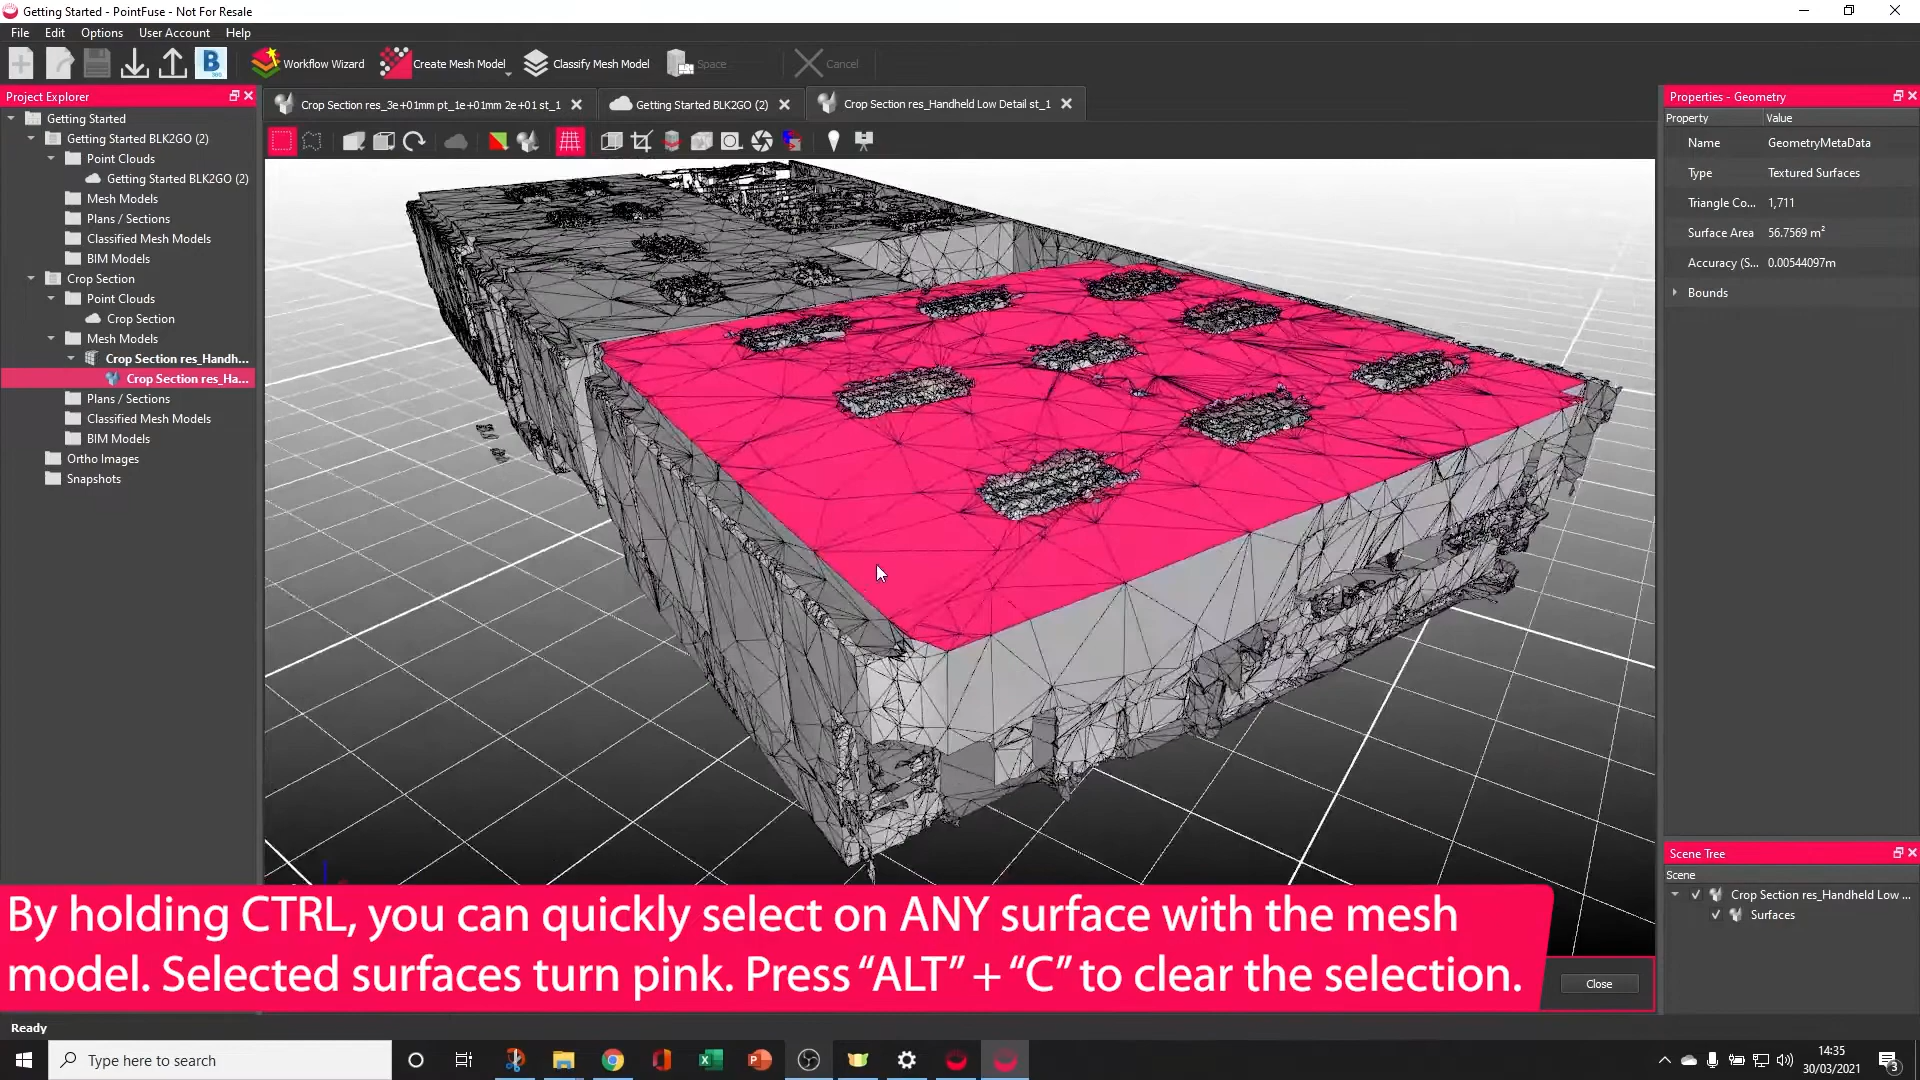 Getting Started - PointFuse - Not For Resale
File Edit Options User Account Help
B
360
Workflow Wizard
Create Mesh Model
Classify Mesh Model
Space
Cancel
Project Explorer
Getting Started
Getting Started BLK2GO (2)
Point Clouds
Getting Started BLK2GO (2)
Mesh Models
Plans / Sections
Classified Mesh Models
BIM Models
Crop Section
Point Clouds
Crop Section
Mesh Models
Crop Section res_Handh...
Crop Section res_Ha...
Plans / Sections
Classified Mesh Models
BIM Models
Ortho Images
Snapshots
Crop Section res_3e+01mm pt_1e+01mm 2e+01 st_1
Getting Started BLK2GO (2)
Crop Section res_Handheld Low Detail st_1
Properties - Geometry
Property Value
Name GeometryMetaData
Type Textured Surfaces
Triangle Co... 1,711
Surface Area 56.7569 m²
Accuracy (S... 0.00544097m
Bounds
Scene Tree
Scene
Crop Section res_Handheld Low ...
Surfaces
By holding CTRL, you can quickly select on ANY surface with the mesh
model. Selected surfaces turn pink. Press “ALT” + “C” to clear the selection.
Close
Ready
Type here to search
14:35
30/03/2021
3